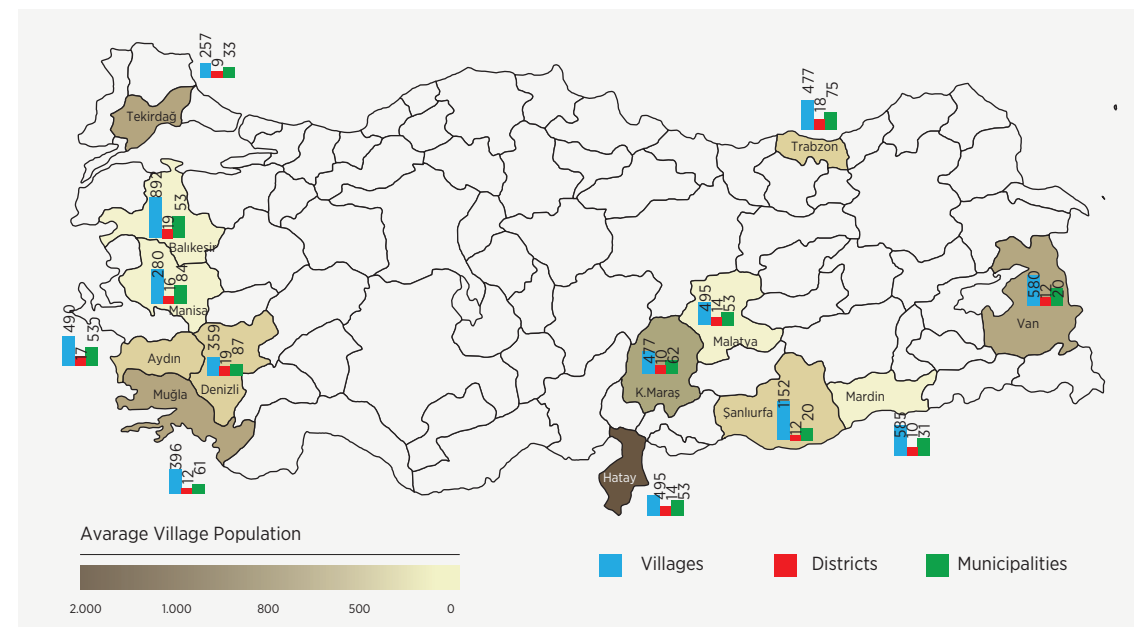 257
9
33
Tekirdağ
477
18
75
Trabzon
892
19
53
Balıkesir
280
16
84
Manisa
490
17
53
Aydın
359
19
87
Denizli
Muğla
396
12
61
495
14
53
Malatya
477
10
62
K.Maraş
1152
12
20
Şanlıurfa
Mardin
585
10
31
580
12
20
Van
Hatay
495
14
53
Avarage Village Population
2.000 1.000 800 500 0
Villages Districts Municipalities